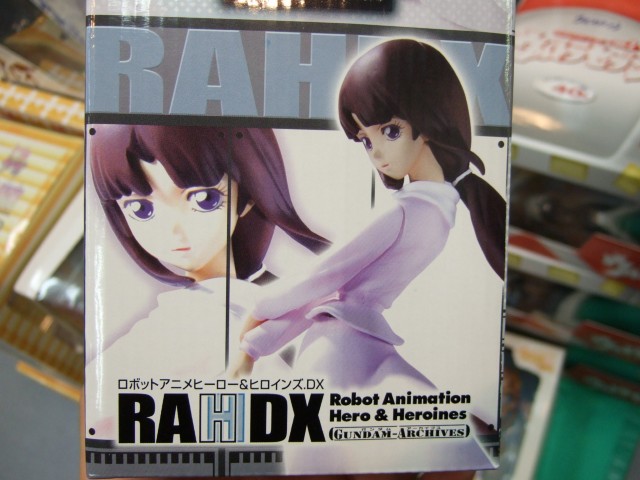 RAHDX
ロボットアニメヒーロー&ヒロインズ.DX
RAHDX
Robot Animation
Hero & Heroines
(GUNDAM-ARCHIVES)